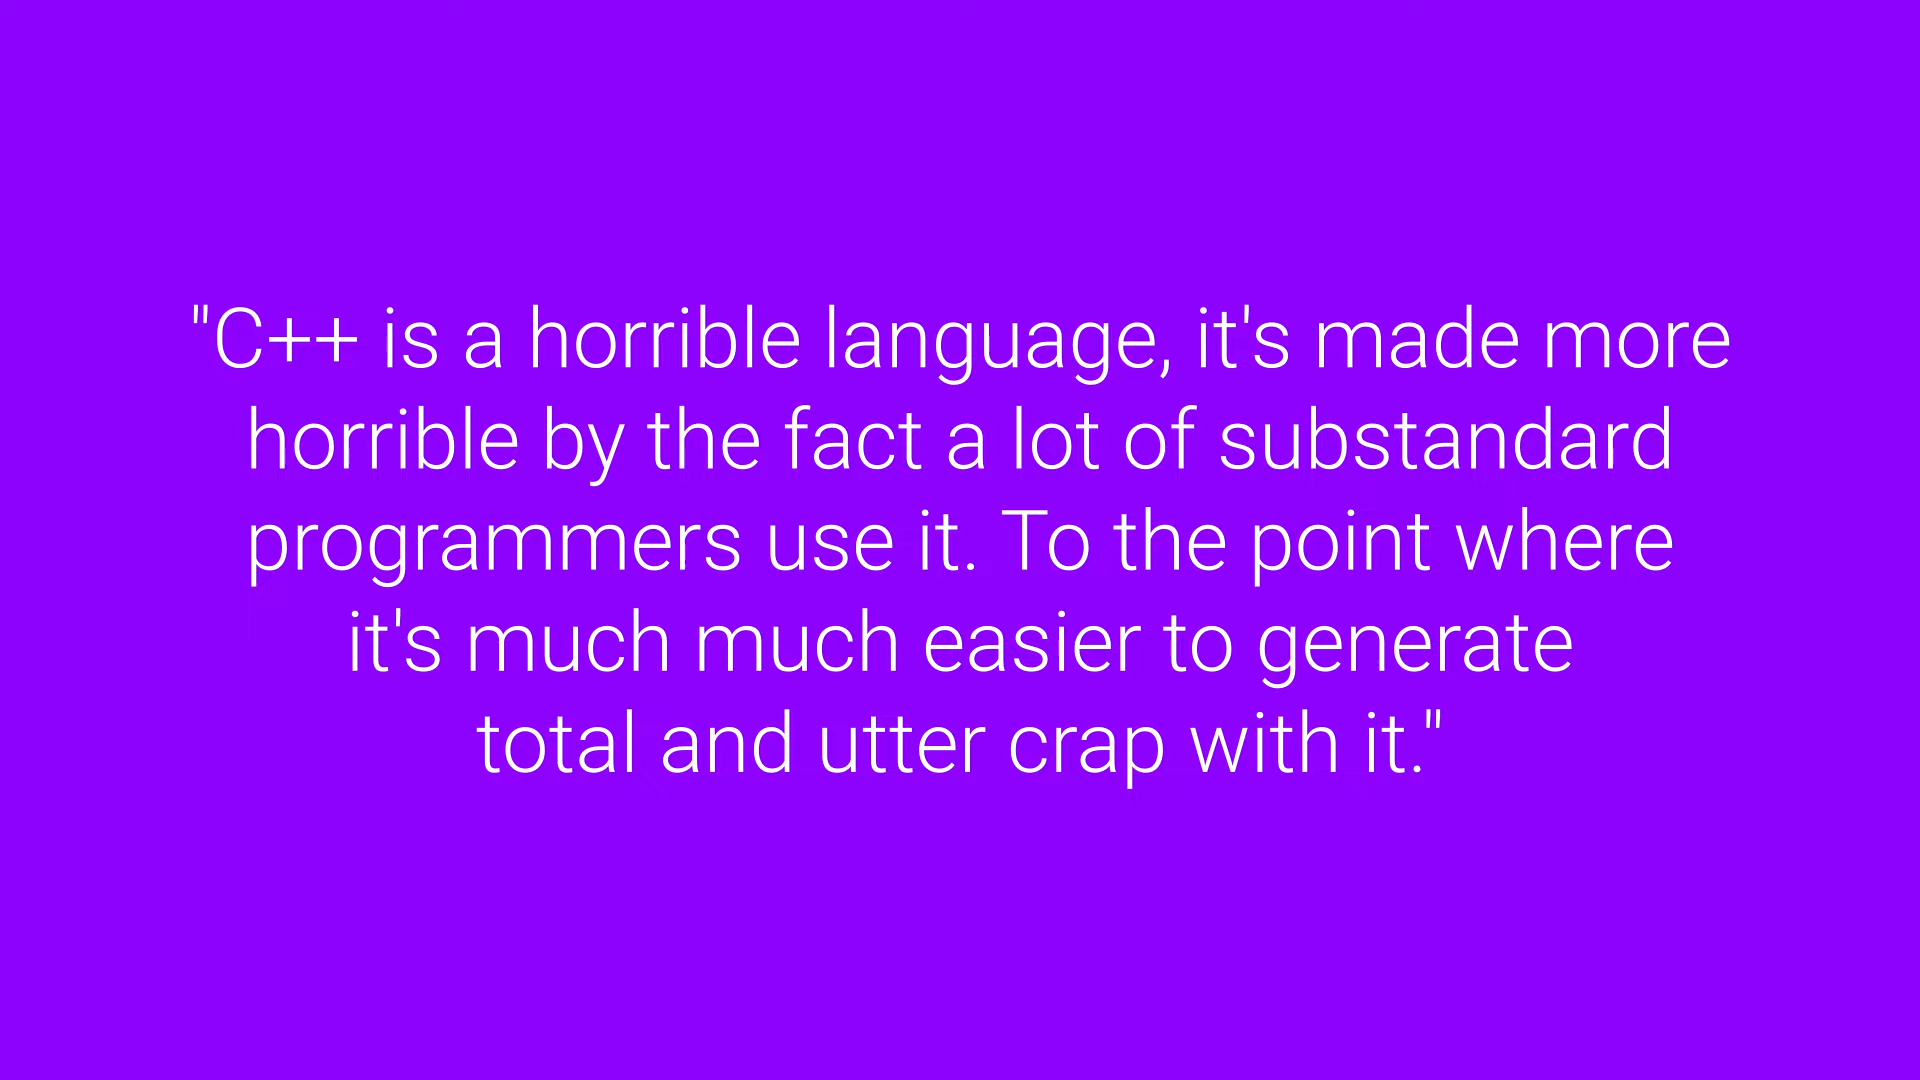 "C++ is a horrible language, it's made more
horrible by the fact a lot of substandard
programmers use it. To the point where
it's much much easier to generate
total and utter crap with it."